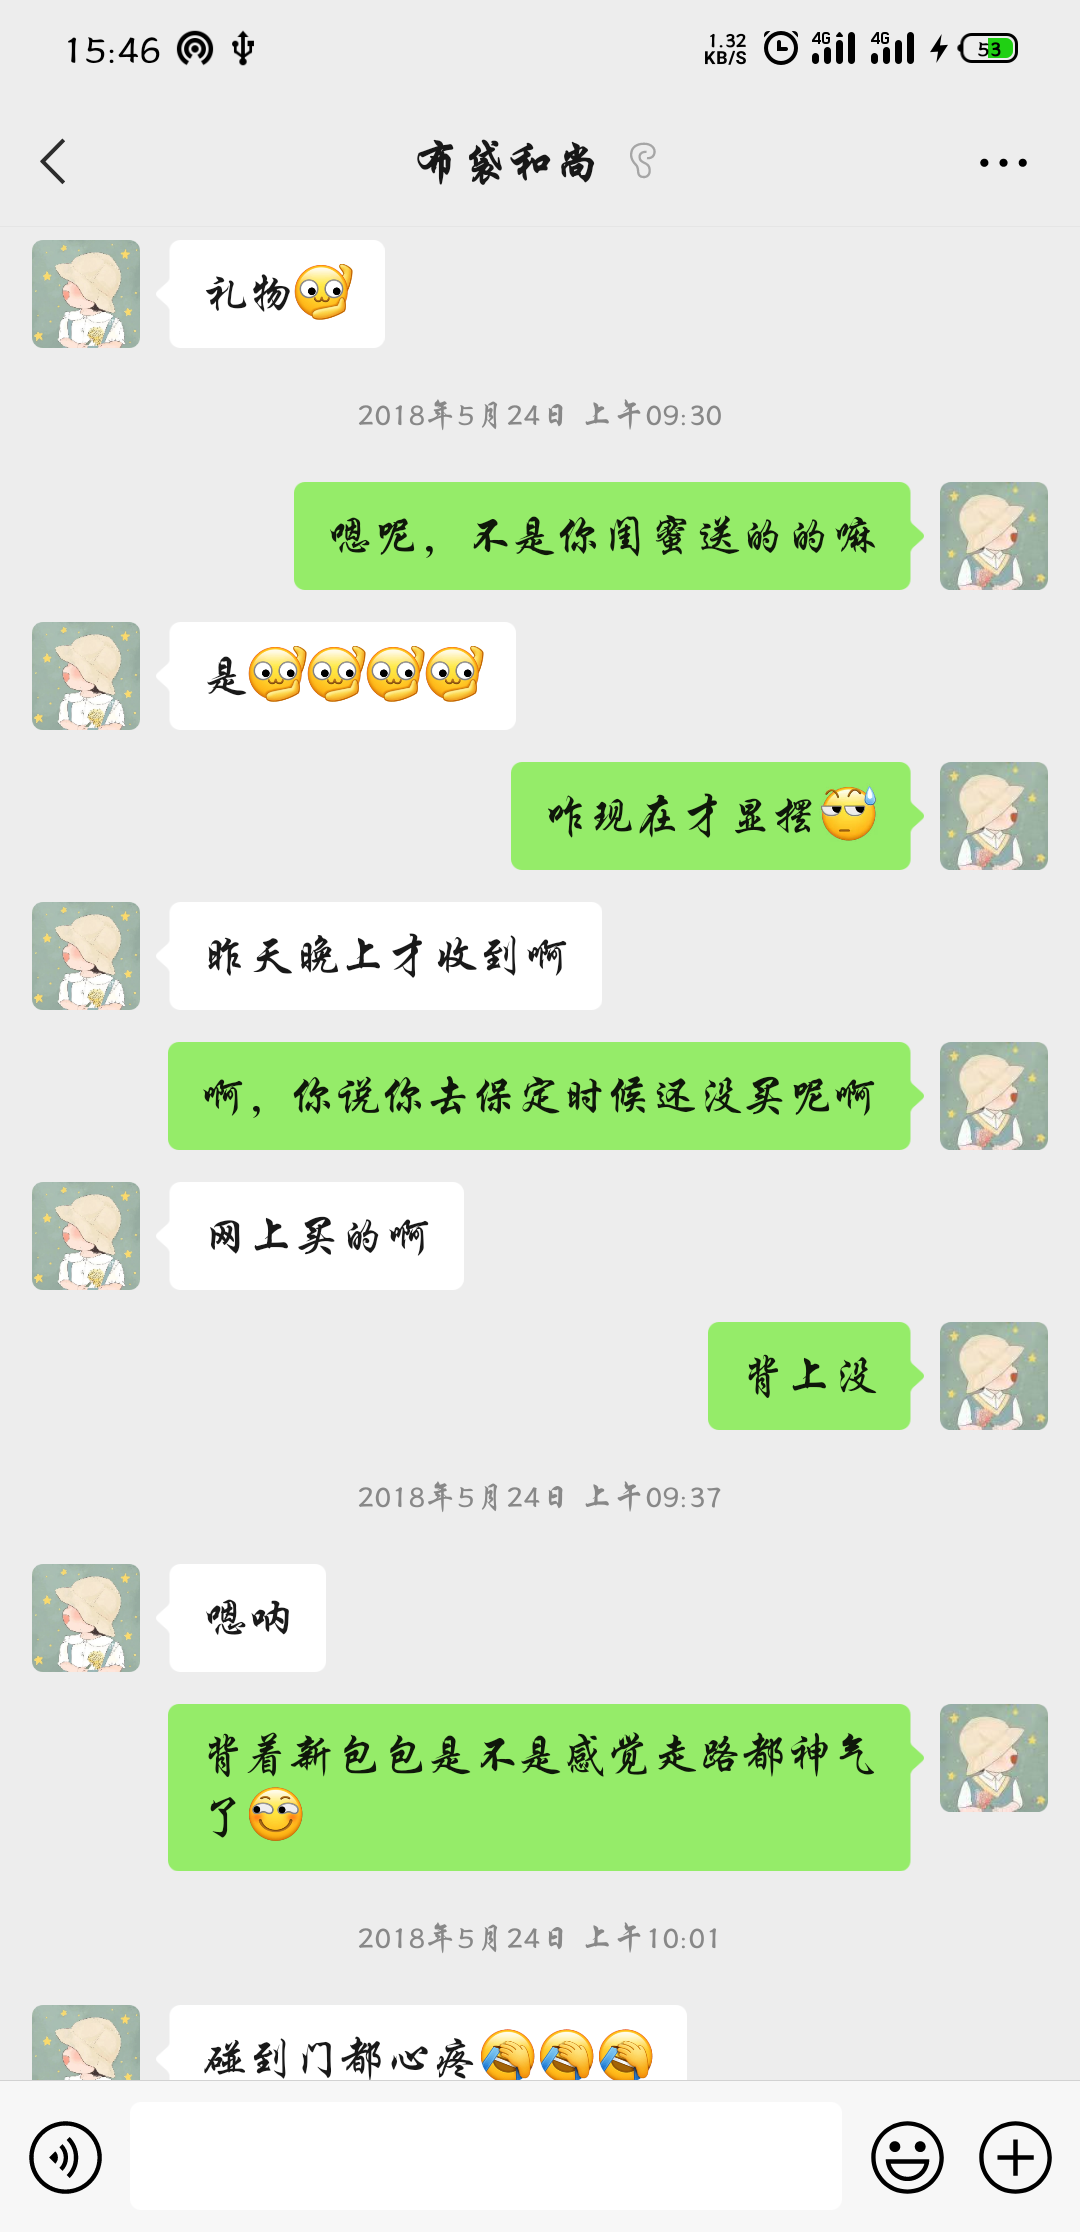 15:46
1.32 KB/S 4G 4G 53
布袋和尚
礼物
2018年5月24日 上午09:30
嗯呢，不是你闺蜜送的的嘛
是
咋现在才显摆
昨天晚上才收到啊
啊，你说你去保定时候还没买呢啊
网上买的啊
背上没
2018年5月24日 上午09:37
嗯呐
背着新包包是不是感觉走路都神气
了
2018年5月24日 上午10:01
碰到门都心疼